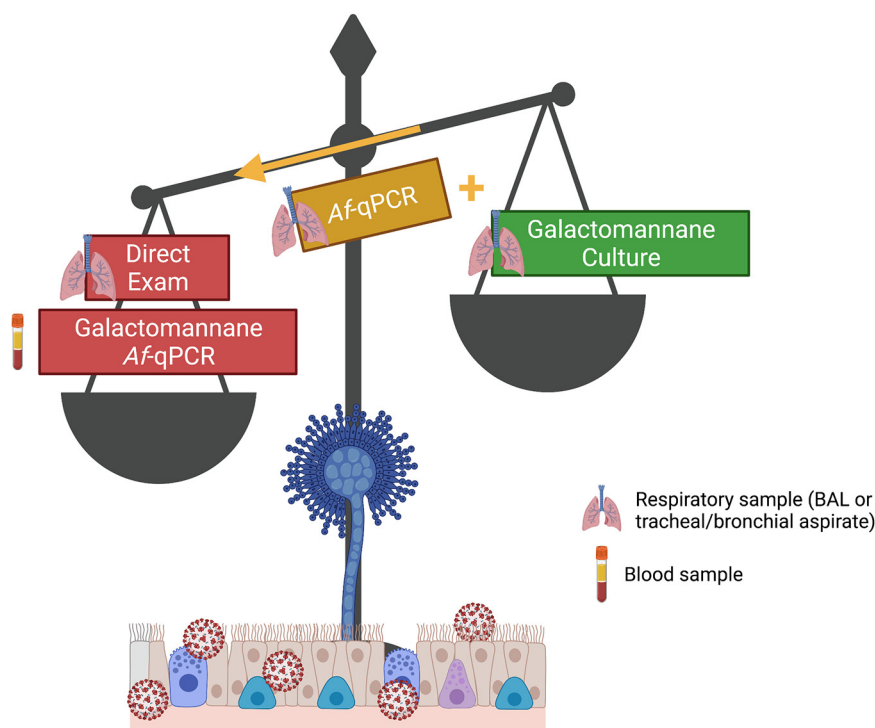 Direct
Exam
Galactomannane
Af-qPCR
Af-qPCR
+
Galactomannane
Culture
Respiratory sample (BAL or
tracheal/bronchial aspirate)
Blood sample